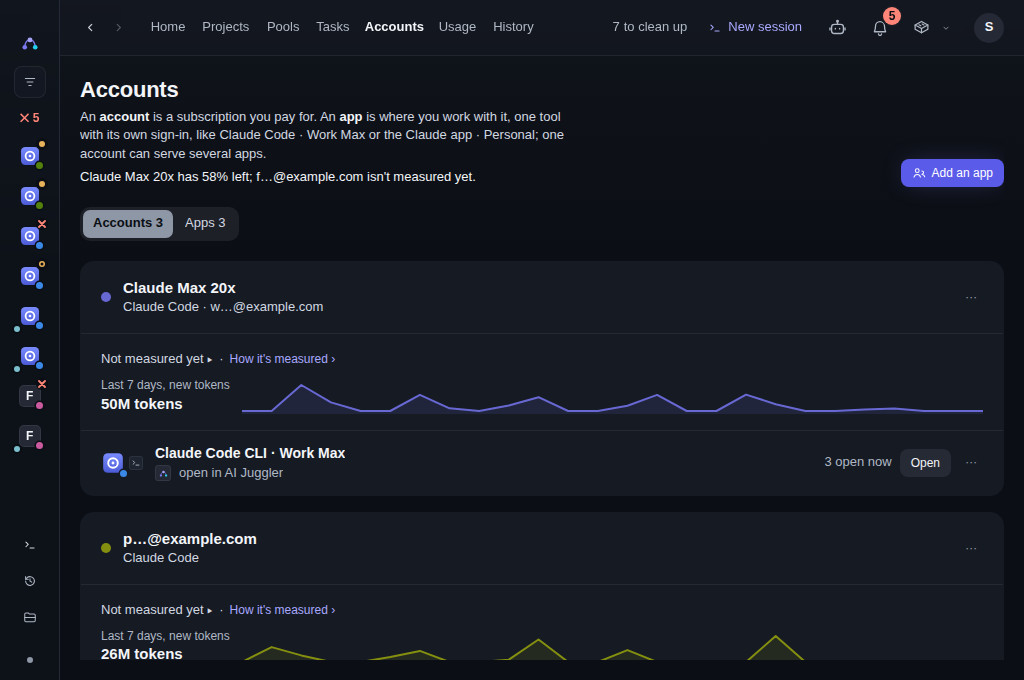 Home Projects Pools Tasks Accounts Usage History 7 to clean up New session 5 S
5
F
F
Accounts
An account is a subscription you pay for. An app is where you work with it, one tool
with its own sign-in, like Claude Code · Work Max or the Claude app · Personal; one
account can serve several apps.
Claude Max 20x has 58% left; f…@example.com isn't measured yet.
Add an app
Accounts 3 Apps 3
Claude Max 20x
Claude Code · w…@example.com
Not measured yet ▸ · How it's measured ›
Last 7 days, new tokens
50M tokens
Claude Code CLI · Work Max
open in AI Juggler
3 open now Open
p…@example.com
Claude Code
Not measured yet ▸ · How it's measured ›
Last 7 days, new tokens
26M tokens